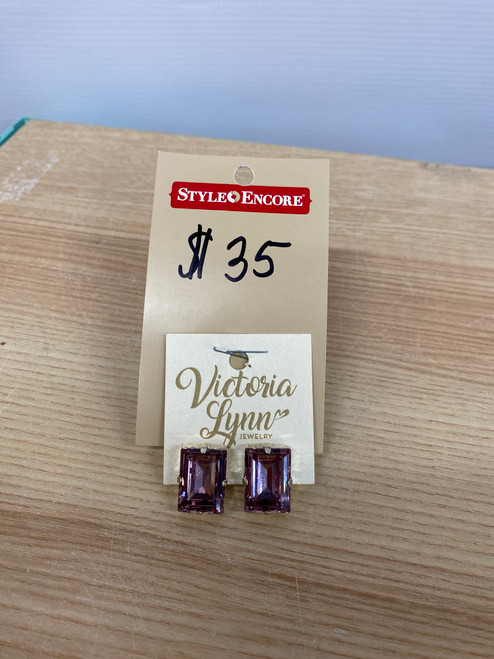 STYLE ENCORE®
$35
Victoria
Lynn
JEWELRY